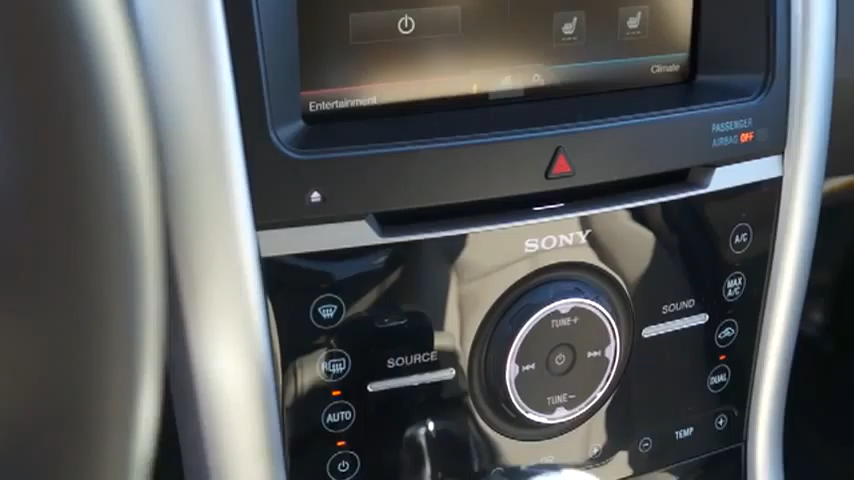 Entertainment
Climate
PASSENGER
AIRBAG OFF
SONY
A/C
MAX
A/C
SOUND
TUNE+
SOURCE
R
DUAL
AUTO
TUNE-
TEMP